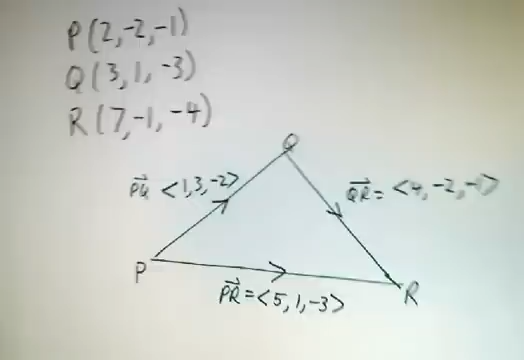 P(2,-2,-1)
Q(3,1,-3)
R(7,-1,-4)
Q
PQ⃗ <1,3,-2>
QR⃗ = <4,-2,-1>
P
PR⃗ = <5,1,-3>
R